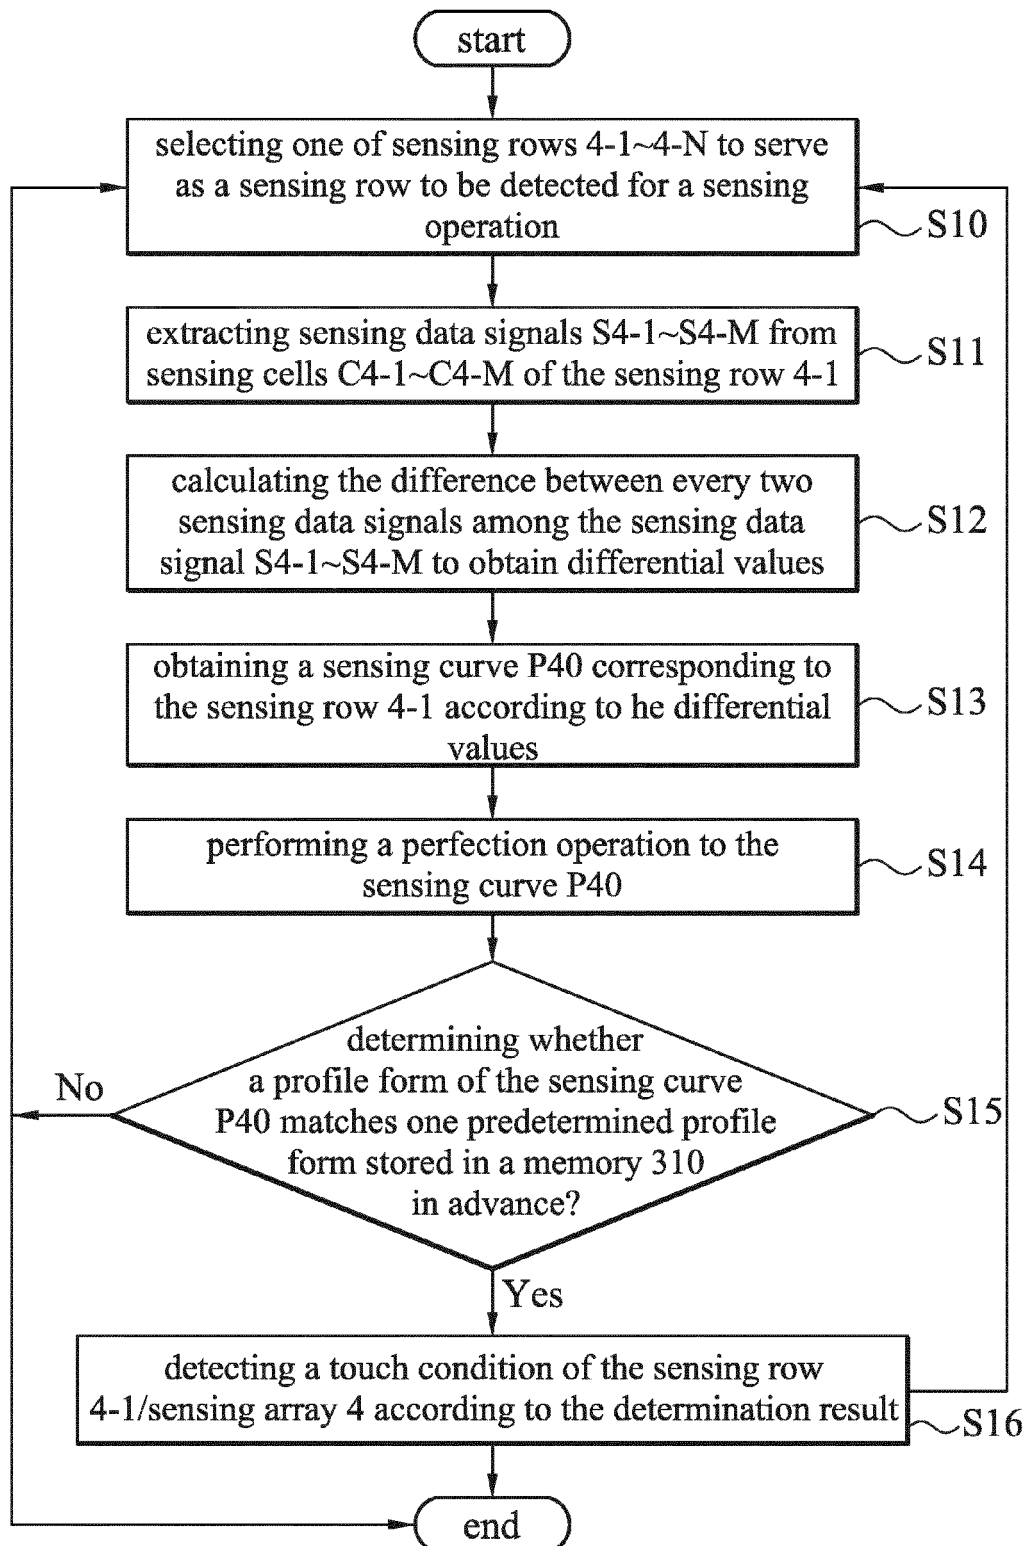 start
selecting one of sensing rows 4-1~4-N to serve
as a sensing row to be detected for a sensing
operation
S10
extracting sensing data signals S4-1~S4-M from
sensing cells C4-1~C4-M of the sensing row 4-1
S11
calculating the difference between every two
sensing data signals among the sensing data
signal S4-1~S4-M to obtain differential values
S12
obtaining a sensing curve P40 corresponding to
the sensing row 4-1 according to he differential
values
S13
performing a perfection operation to the
sensing curve P40
S14
determining whether
a profile form of the sensing curve
P40 matches one predetermined profile
form stored in a memory 310
in advance?
S15
No
Yes
detecting a touch condition of the sensing row
4-1/sensing array 4 according to the determination result
S16
end